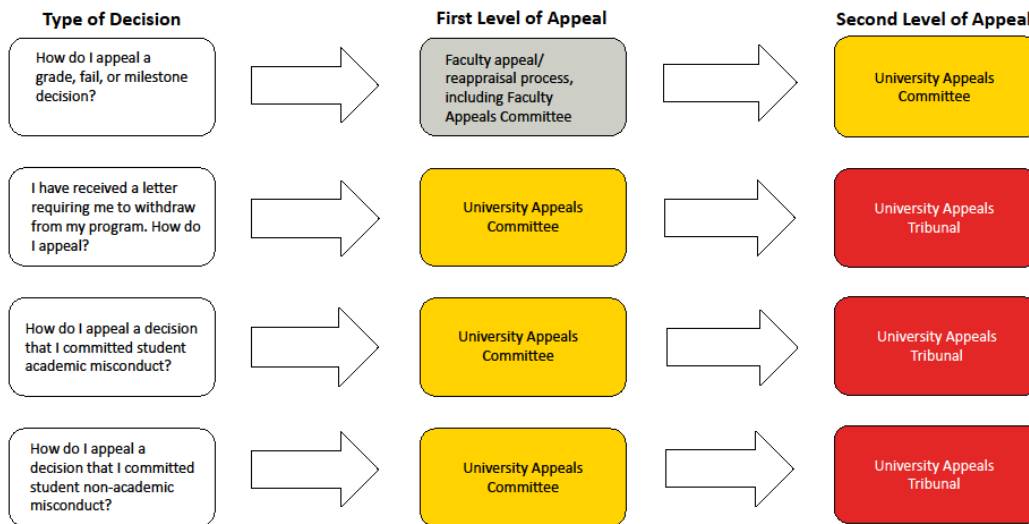 Type of Decision
First Level of Appeal
Second Level of Appeal
How do I appeal a
grade, fail, or milestone
decision?
Faculty appeal/
reappraisal process,
including Faculty
Appeals Committee
University Appeals
Committee
I have received a letter
requiring me to withdraw
from my program. How do
I appeal?
University Appeals
Committee
University Appeals
Tribunal
How do I appeal a decision
that I committed student
academic misconduct?
University Appeals
Committee
University Appeals
Tribunal
How do I appeal a
decision that I committed
student non-academic
misconduct?
University Appeals
Committee
University Appeals
Tribunal